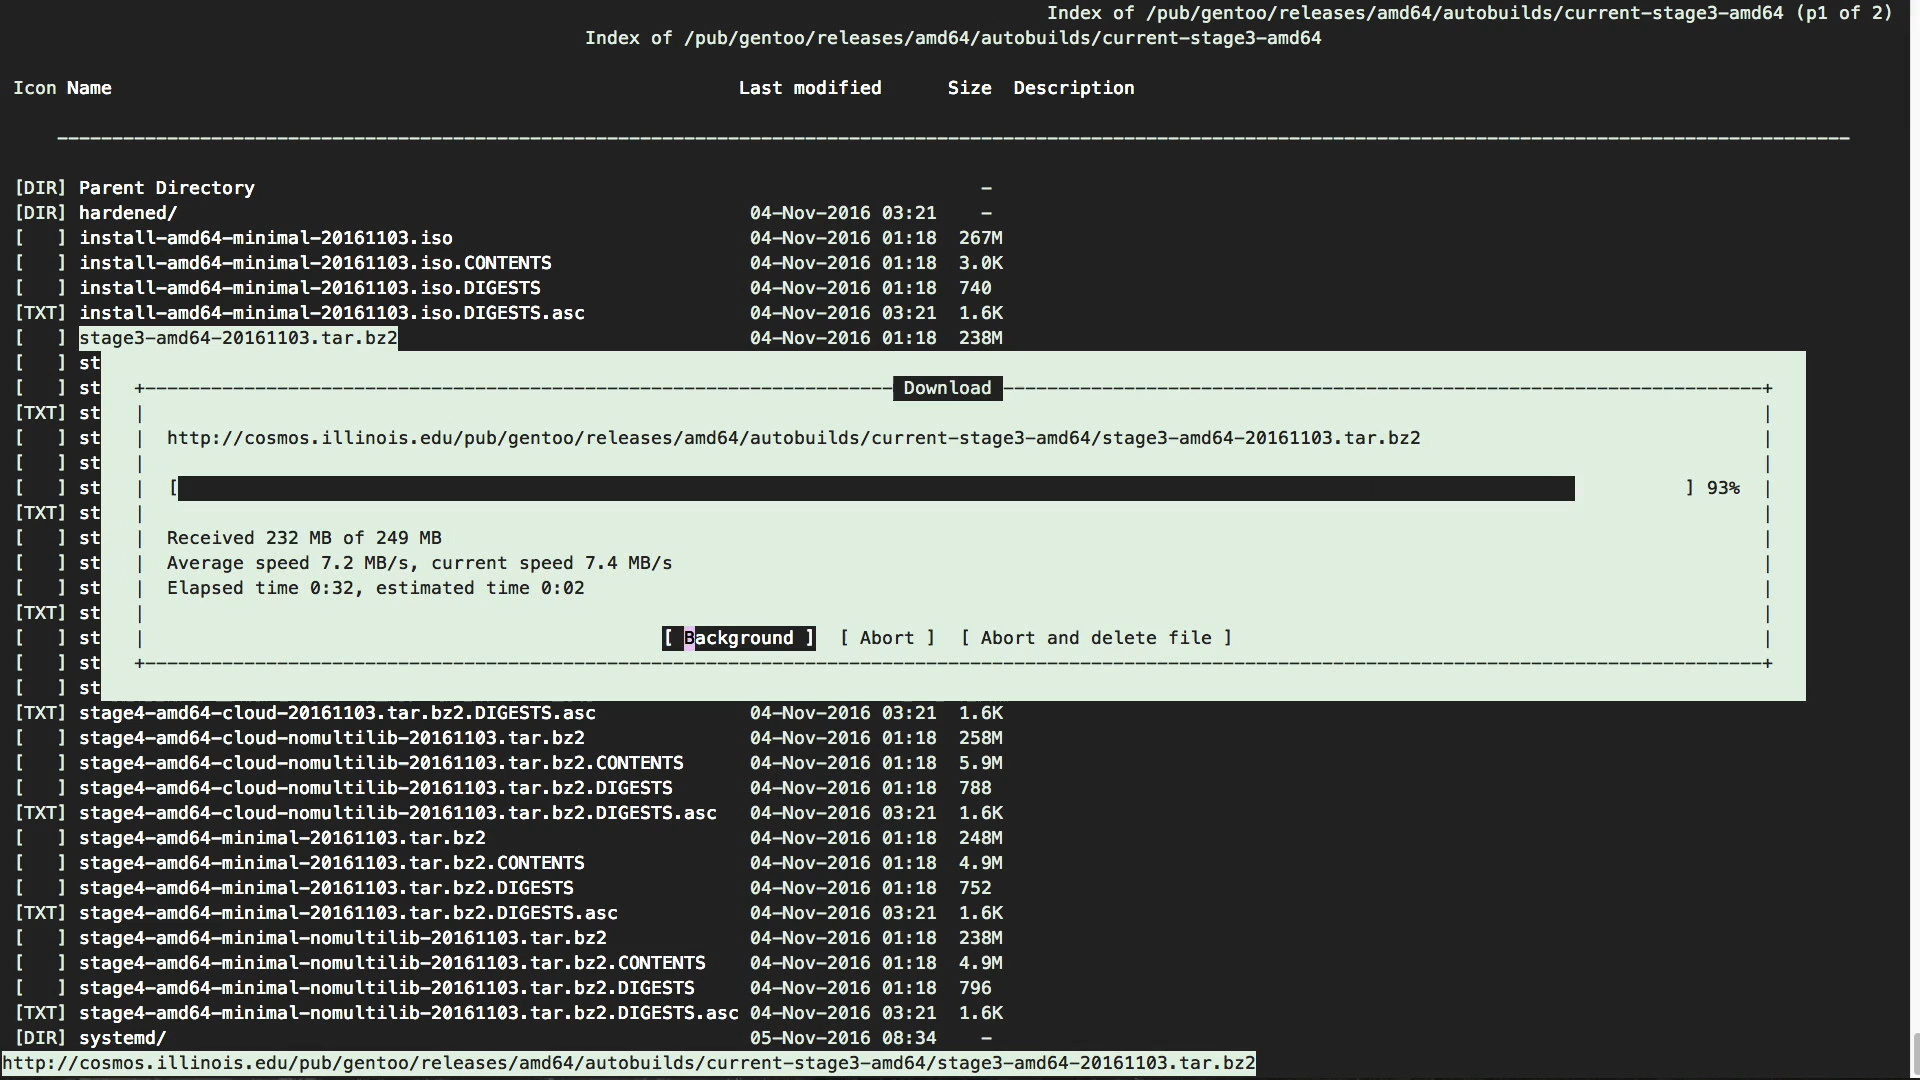 Index of /pub/gentoo/releases/amd64/autobuilds/current-stage3-amd64 (p1 of 2)
Index of /pub/gentoo/releases/amd64/autobuilds/current-stage3-amd64
Icon Name Last modified Size Description
[DIR] Parent Directory -
[DIR] hardened/ 04-Nov-2016 03:21 -
[ ] install-amd64-minimal-20161103.iso 04-Nov-2016 01:18 267M
[ ] install-amd64-minimal-20161103.iso.CONTENTS 04-Nov-2016 01:18 3.0K
[ ] install-amd64-minimal-20161103.iso.DIGESTS 04-Nov-2016 01:18 740
[TXT] install-amd64-minimal-20161103.iso.DIGESTS.asc 04-Nov-2016 03:21 1.6K
[ ] stage3-amd64-20161103.tar.bz2 04-Nov-2016 01:18 238M
[ ] st
[ ] st Download
[TXT] st
[ ] st http://cosmos.illinois.edu/pub/gentoo/releases/amd64/autobuilds/current-stage3-amd64/stage3-amd64-20161103.tar.bz2
[ ] st
[ ] st [ ] 93%
[TXT] st
[ ] st Received 232 MB of 249 MB
[ ] st Average speed 7.2 MB/s, current speed 7.4 MB/s
[ ] st Elapsed time 0:32, estimated time 0:02
[TXT] st
[ ] st [ Background ] [ Abort ] [ Abort and delete file ]
[ ] st
[ ] st
[TXT] stage4-amd64-cloud-20161103.tar.bz2.DIGESTS.asc 04-Nov-2016 03:21 1.6K
[ ] stage4-amd64-cloud-nomultilib-20161103.tar.bz2 04-Nov-2016 01:18 258M
[ ] stage4-amd64-cloud-nomultilib-20161103.tar.bz2.CONTENTS 04-Nov-2016 01:18 5.9M
[ ] stage4-amd64-cloud-nomultilib-20161103.tar.bz2.DIGESTS 04-Nov-2016 01:18 788
[TXT] stage4-amd64-cloud-nomultilib-20161103.tar.bz2.DIGESTS.asc 04-Nov-2016 03:21 1.6K
[ ] stage4-amd64-minimal-20161103.tar.bz2 04-Nov-2016 01:18 248M
[ ] stage4-amd64-minimal-20161103.tar.bz2.CONTENTS 04-Nov-2016 01:18 4.9M
[ ] stage4-amd64-minimal-20161103.tar.bz2.DIGESTS 04-Nov-2016 01:18 752
[TXT] stage4-amd64-minimal-20161103.tar.bz2.DIGESTS.asc 04-Nov-2016 03:21 1.6K
[ ] stage4-amd64-minimal-nomultilib-20161103.tar.bz2 04-Nov-2016 01:18 238M
[ ] stage4-amd64-minimal-nomultilib-20161103.tar.bz2.CONTENTS 04-Nov-2016 01:18 4.9M
[ ] stage4-amd64-minimal-nomultilib-20161103.tar.bz2.DIGESTS 04-Nov-2016 01:18 796
[TXT] stage4-amd64-minimal-nomultilib-20161103.tar.bz2.DIGESTS.asc 04-Nov-2016 03:21 1.6K
[DIR] systemd/ 05-Nov-2016 08:34 -
http://cosmos.illinois.edu/pub/gentoo/releases/amd64/autobuilds/current-stage3-amd64/stage3-amd64-20161103.tar.bz2